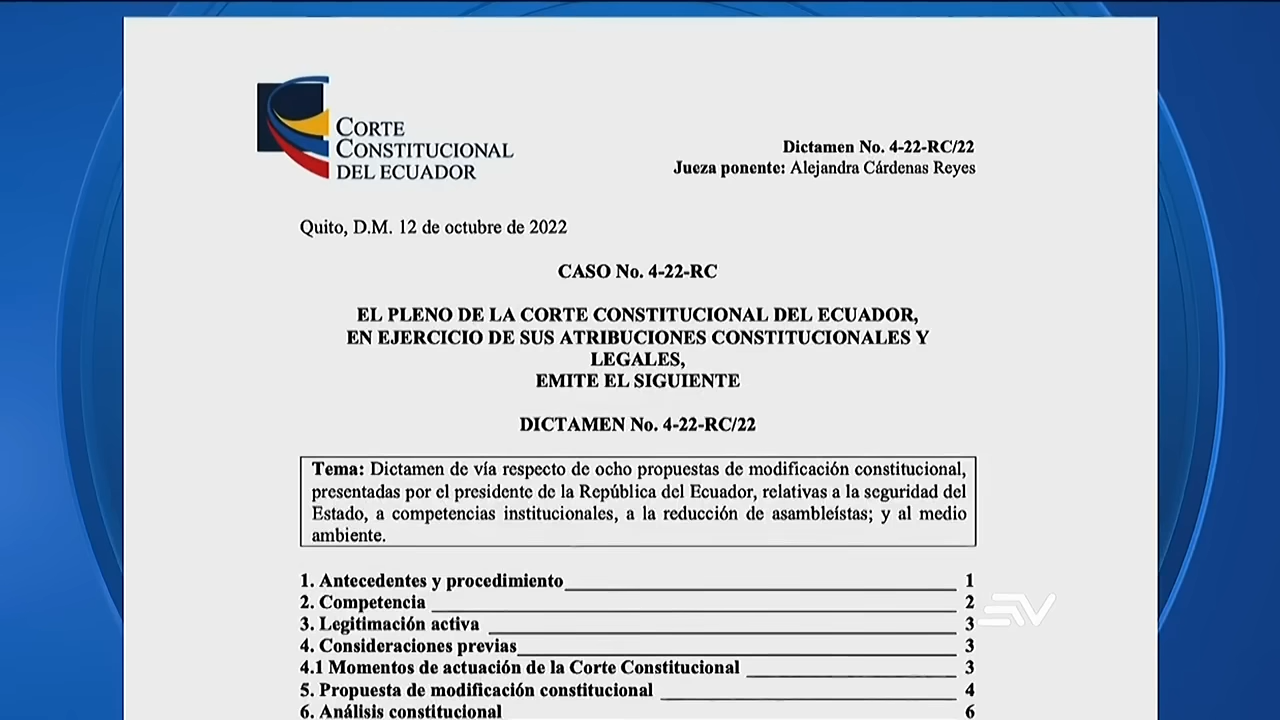 CORTE
CONSTITUCIONAL
DEL ECUADOR
Dictamen No. 4-22-RC/22
Jueza ponente: Alejandra Cárdenas Reyes
Quito, D.M. 12 de octubre de 2022
CASO No. 4-22-RC
EL PLENO DE LA CORTE CONSTITUCIONAL DEL ECUADOR,
EN EJERCICIO DE SUS ATRIBUCIONES CONSTITUCIONALES Y
LEGALES,
EMITE EL SIGUIENTE
DICTAMEN No. 4-22-RC/22
Tema: Dictamen de vía respecto de ocho propuestas de modificación constitucional,
presentadas por el presidente de la República del Ecuador, relativas a la seguridad del
Estado, a competencias institucionales, a la reducción de asambleístas; y al medio
ambiente.
1. Antecedentes y procedimiento 1
2. Competencia 2
3. Legitimación activa 3
4. Consideraciones previas 3
4.1 Momentos de actuación de la Corte Constitucional 3
5. Propuesta de modificación constitucional 4
6. Análisis constitucional 6